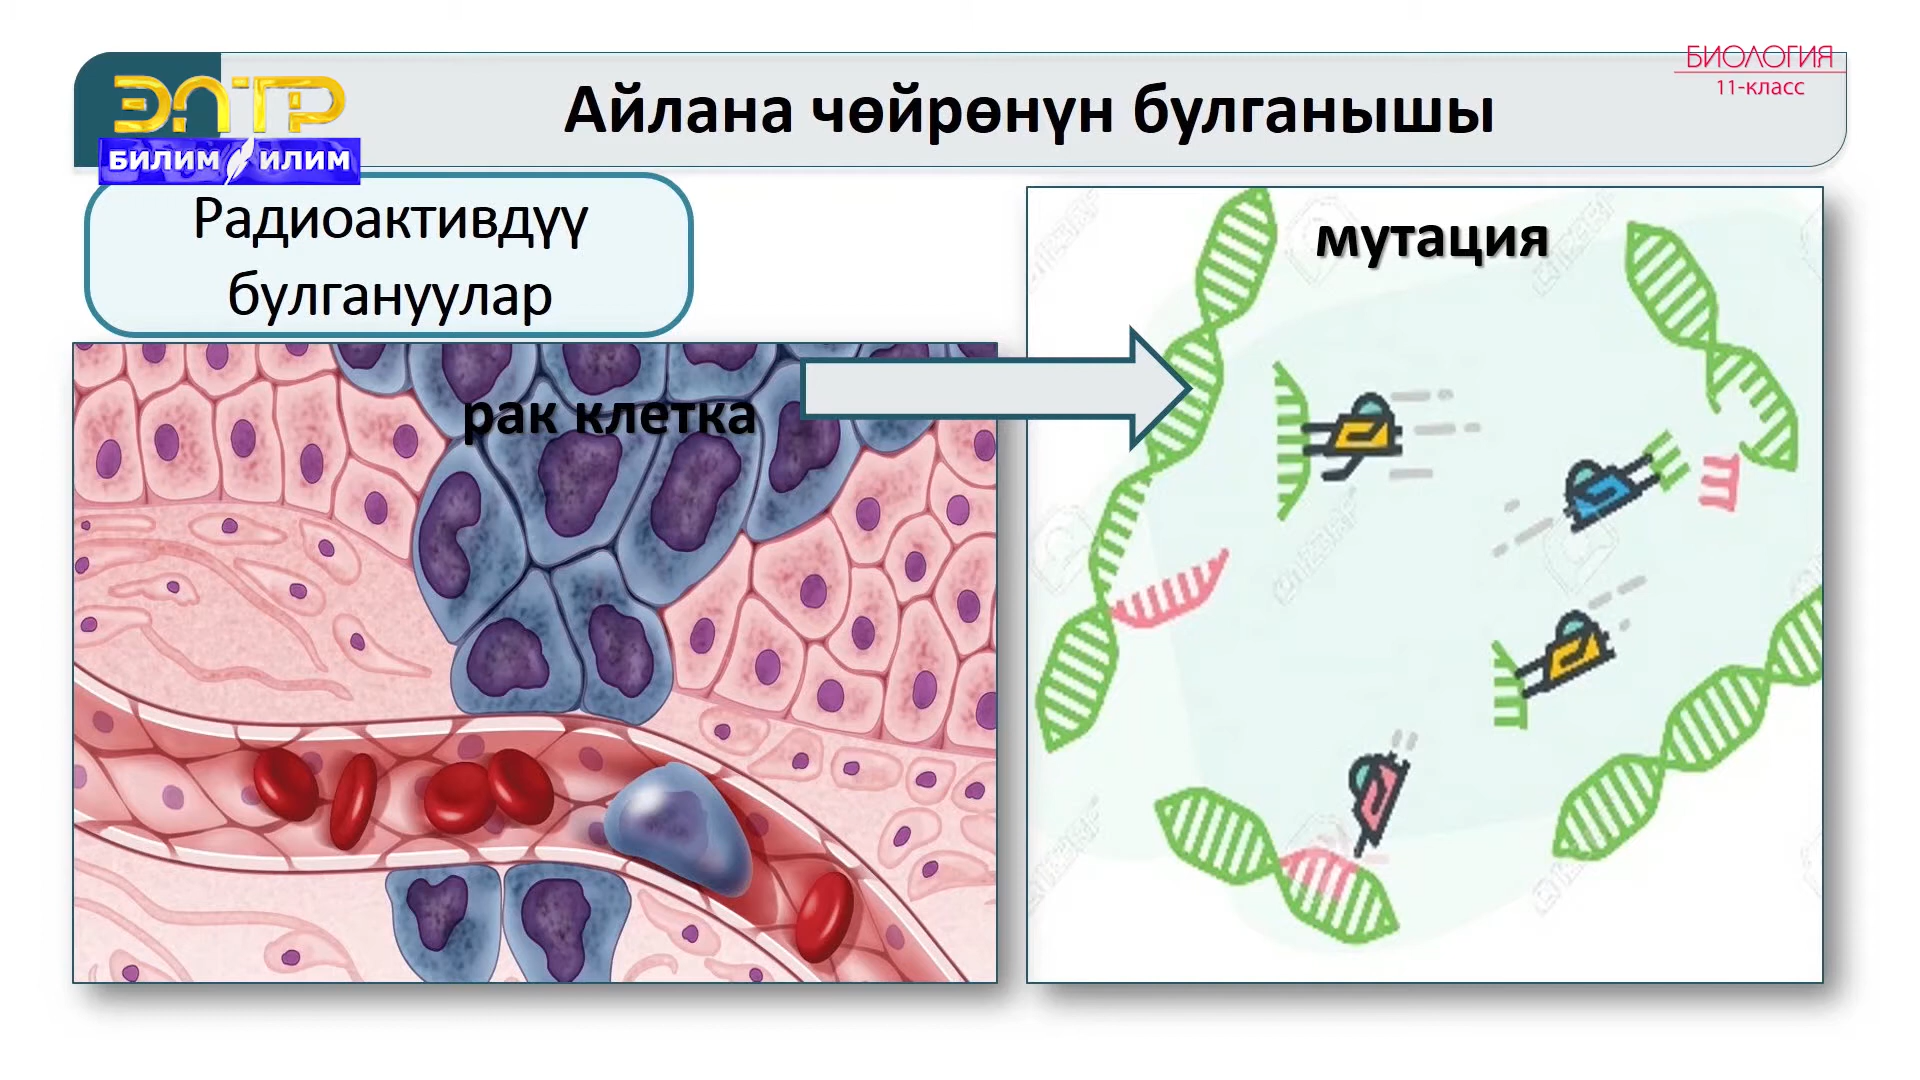 БИОЛОГИЯ
11-класс
ЭЛТР
БИЛИМ ИЛИМ
Айлана чөйрөнүн булганышы
Радиоактивдүү
булгануулар
рак клетка
мутация